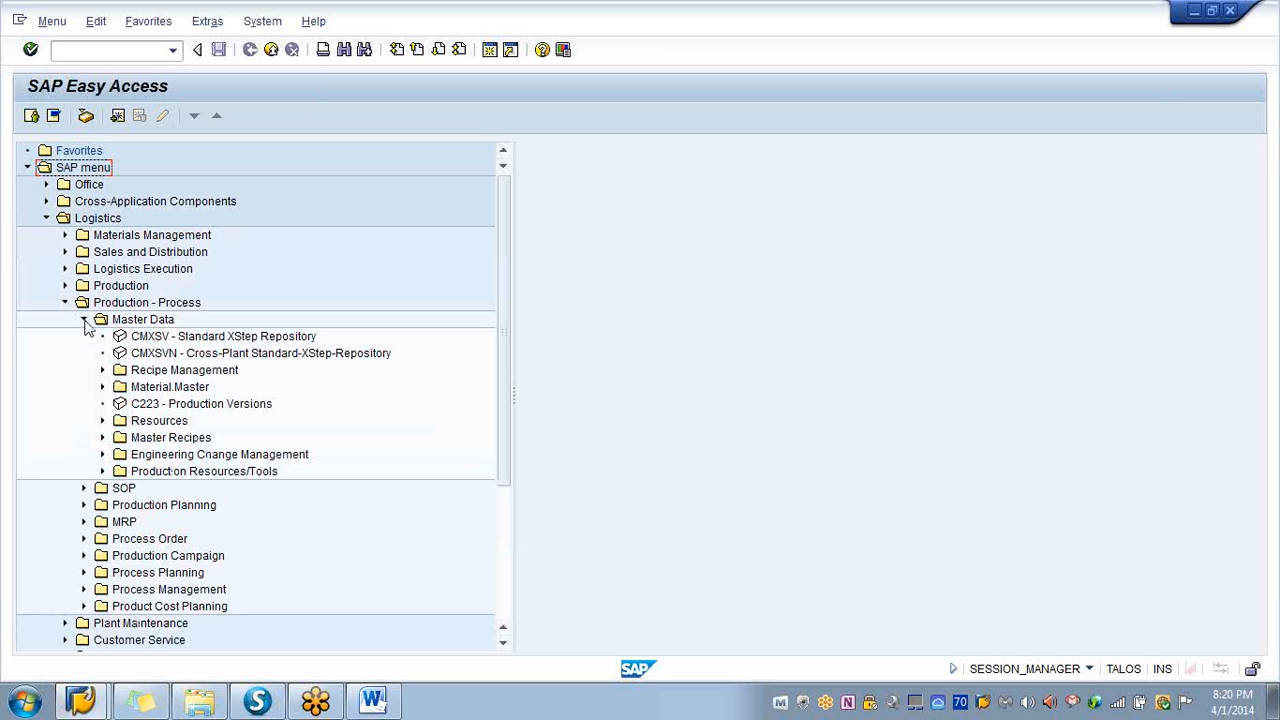 Menu Edit Favorites Extras System Help
SAP Easy Access
Favorites
SAP menu
Office
Cross-Application Components
Logistics
Materials Management
Sales and Distribution
Logistics Execution
Production
Production - Process
Master Data
CMXSV - Standard XStep Repository
CMXSVN - Cross-Plant Standard-XStep-Repository
Recipe Management
Material Master
C223 - Production Versions
Resources
Master Recipes
Engineering Change Management
Production Resources/Tools
SOP
Production Planning
MRP
Process Order
Production Campaign
Process Planning
Process Management
Product Cost Planning
Plant Maintenance
Customer Service
SAP SESSION_MANAGER TALOS INS
S W M N 70 8:20 PM
4/1/2014